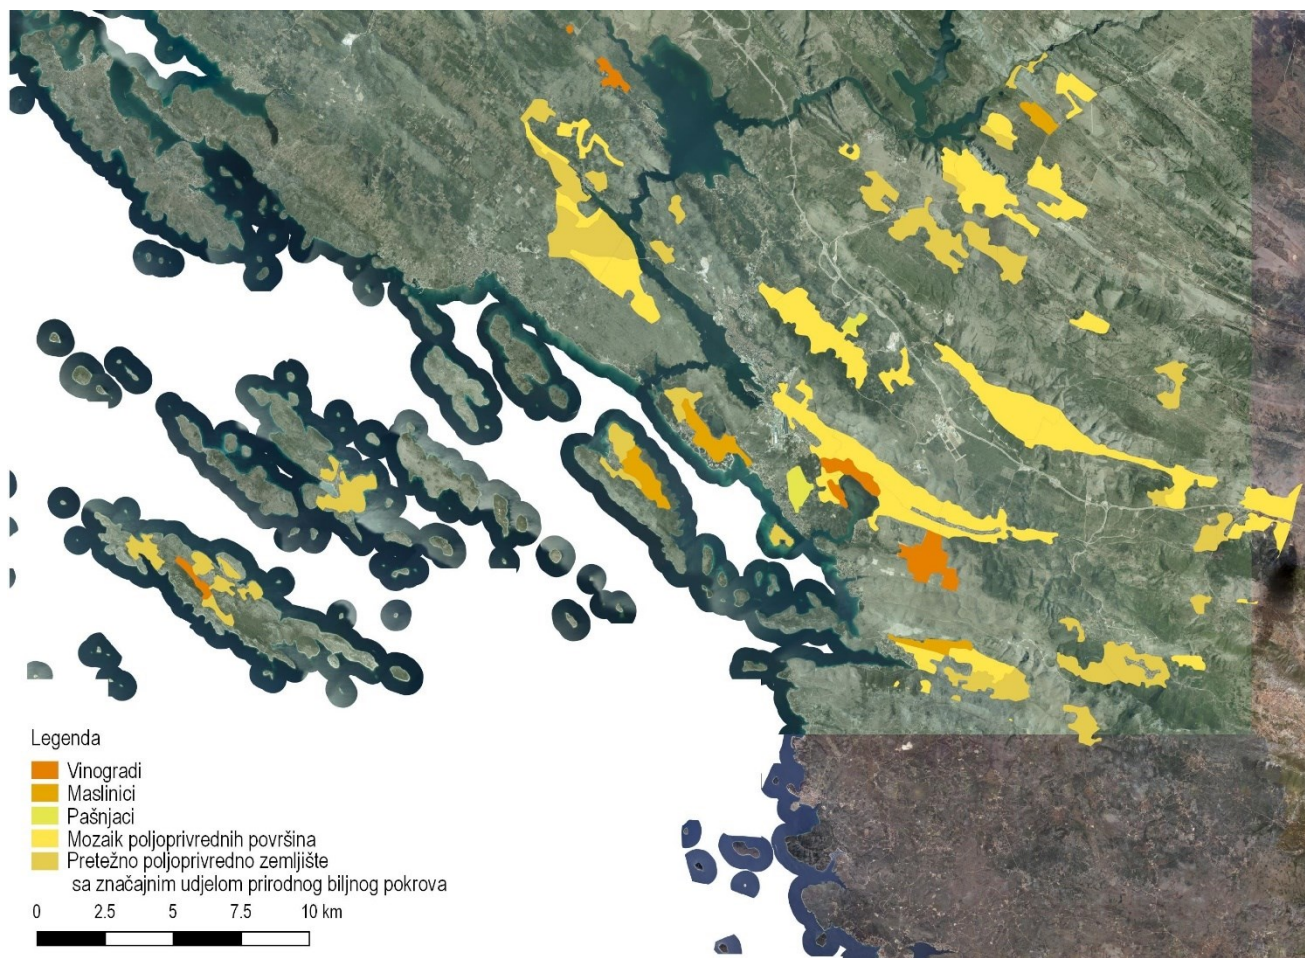 Legenda
Vinogradi
Maslinici
Pašnjaci
Mozaik poljoprivrednih površina
Pretežno poljoprivredno zemljište
sa značajnim udjelom prirodnog biljnog pokrova
0 2.5 5 7.5 10 km